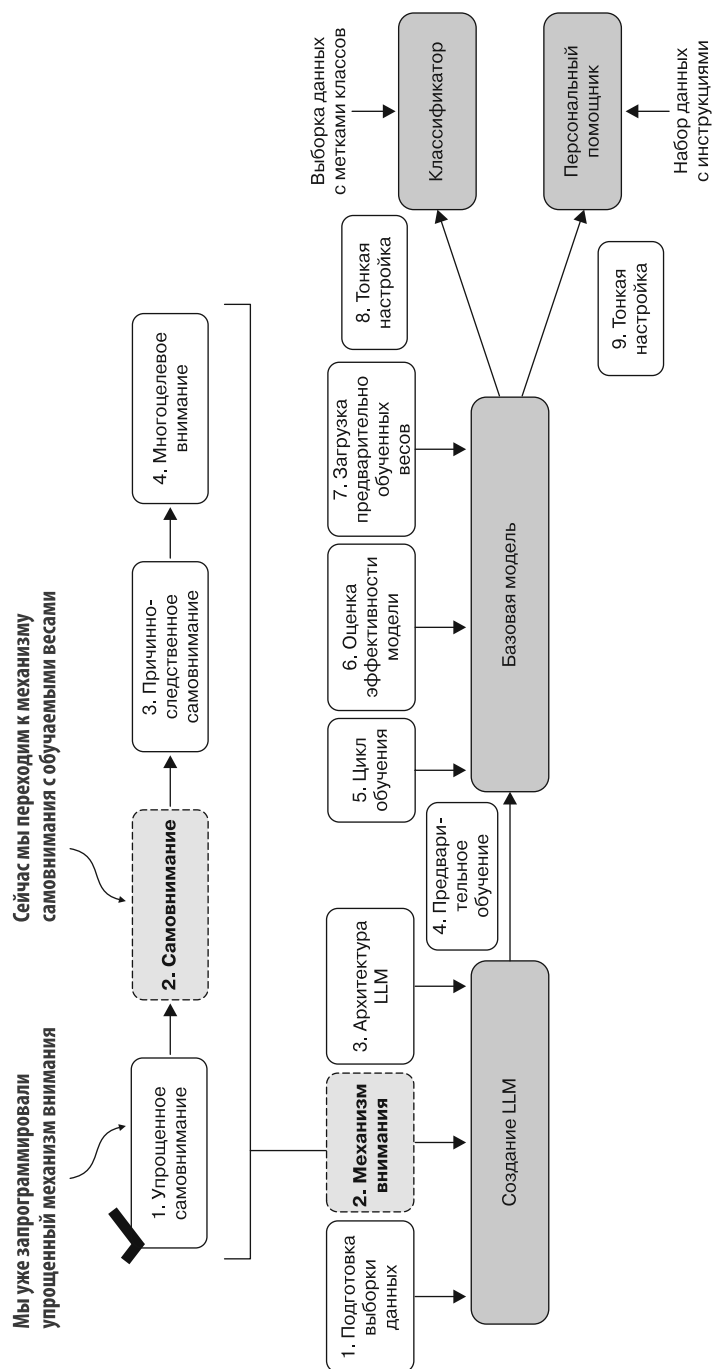 Мы уже запрограммировали
упрощенный механизм внимания
Сейчас мы переходим к механизму
самовнимания с обучаемыми весами
1. Упрощенное
самовнимание
2. Самовнимание
3. Причинно-
следственное
самовнимание
4. Многоцелевое
внимание
1. Подготовка
выборки
данных
2. Механизм
внимания
3. Архитектура
LLM
4. Предвари-
тельное
обучение
5. Цикл
обучения
6. Оценка
эффективности
модели
7. Загрузка
предварительно
обученных
весов
8. Тонкая
настройка
9. Тонкая
настройка
Создание LLM
Базовая модель
Выборка данных
с метками классов
Классификатор
Персональный
помощник
Набор данных
с инструкциями